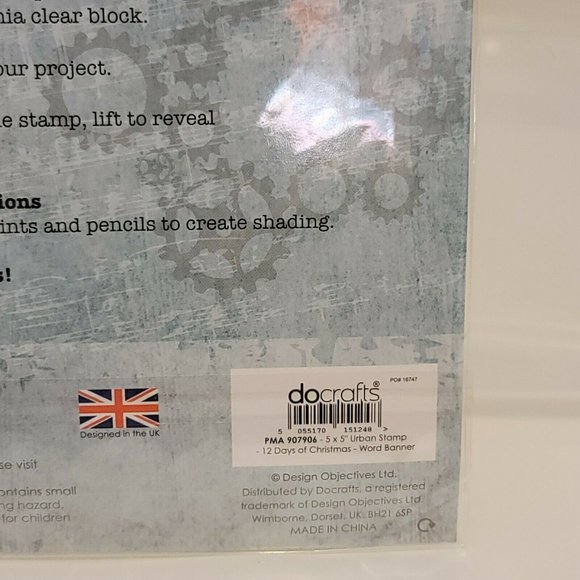 nia clear block.
our project.
e stamp, lift to reveal
ions
ints and pencils to create shading.
s!
PO# 16747
docrafts®
5 055170 151248 >
PMA 907906 - 5 x 5" Urban Stamp
- 12 Days of Christmas - Word Banner
Designed in the UK
se visit
ontains small
ng hazard.
for children
© Design Objectives Ltd.
Distributed by Docrafts, a registered
trademark of Design Objectives Ltd.
Wimborne, Dorset, UK, BH21 6SP
MADE IN CHINA